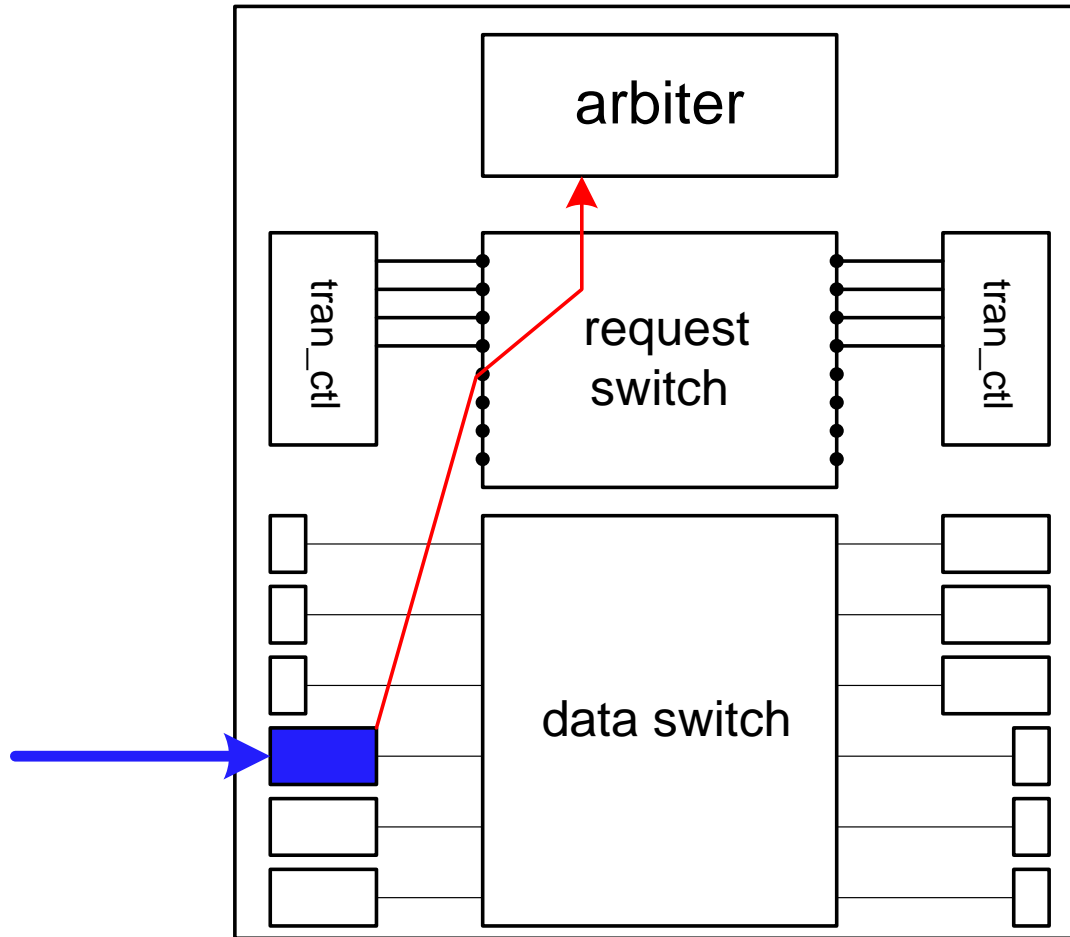 arbiter
tran_ctl
request
switch
tran_ctl
data switch